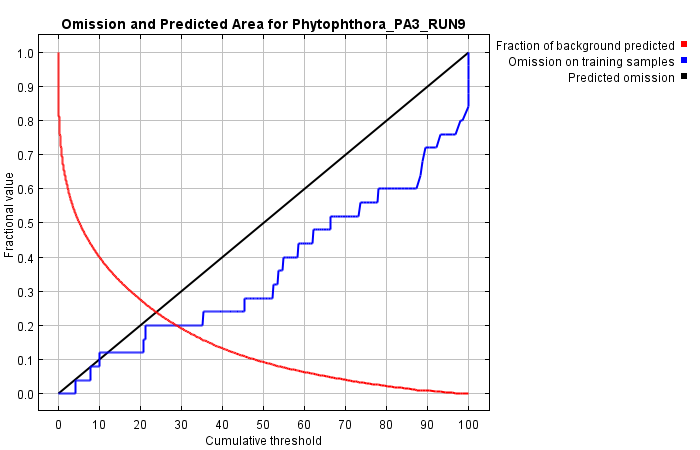 Omission and Predicted Area for Phytophthora_PA3_RUN9
Fraction of background predicted
Omission on training samples
Predicted omission
Fractional value
1.0
0.9
0.8
0.7
0.6
0.5
0.4
0.3
0.2
0.1
0.0
0 10 20 30 40 50 60 70 80 90 100
Cumulative threshold